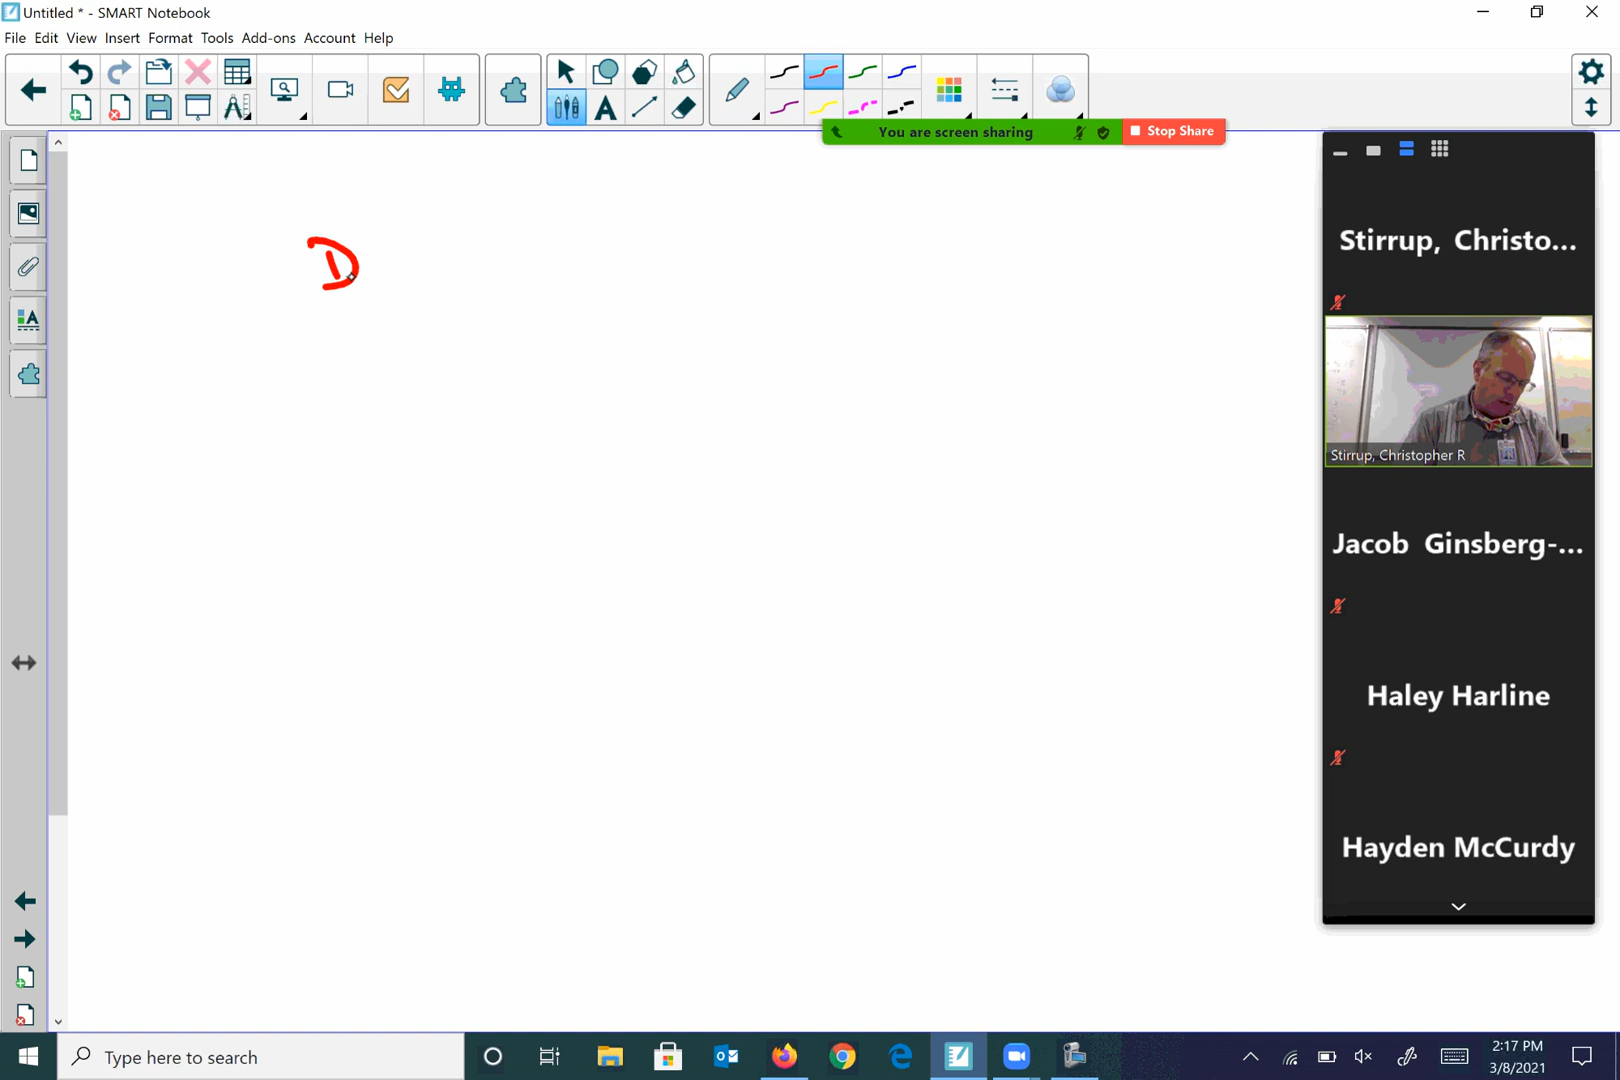 Untitled * - SMART Notebook
File Edit View Insert Format Tools Add-ons Account Help
You are screen sharing
Stop Share
D
Stirrup, Christo...
Stirrup, Christopher R
Jacob Ginsberg-...
Haley Harline
Hayden McCurdy
Type here to search
2:17 PM
3/8/2021